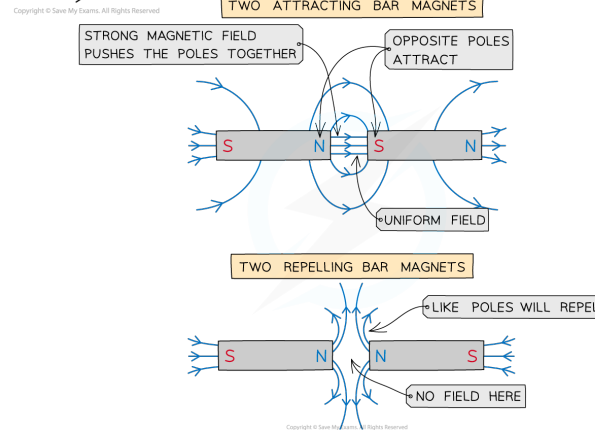 TWO ATTRACTING BAR MAGNETS
Copyright © Save My Exams. All Rights Reserved
STRONG MAGNETIC FIELD
PUSHES THE POLES TOGETHER
OPPOSITE POLES
ATTRACT
S N S N
UNIFORM FIELD
TWO REPELLING BAR MAGNETS
LIKE POLES WILL REPEL
S N N S
NO FIELD HERE
Copyright © Save My Exams. All Rights Reserved